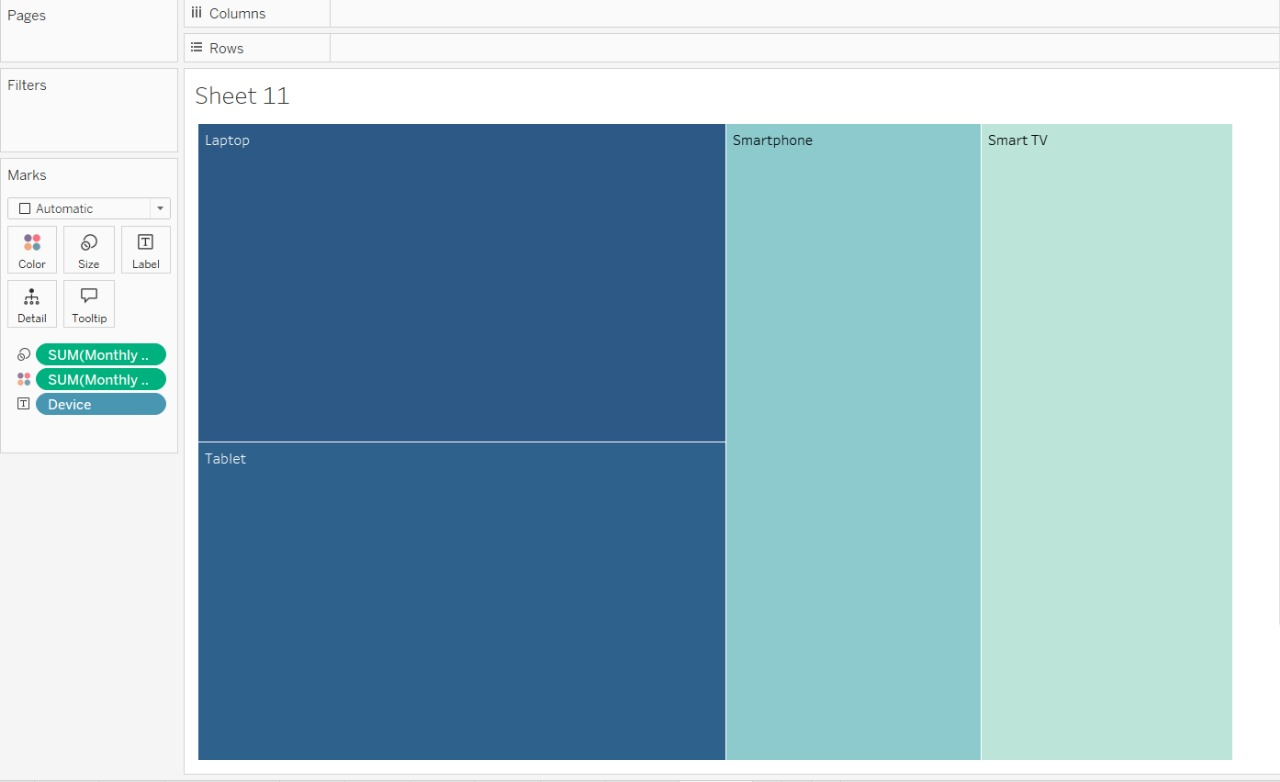 Pages
Columns
Rows
Filters
Sheet 11
Laptop
Smartphone
Smart TV
Marks
Automatic
Color
Size
Label
Detail
Tooltip
SUM(Monthly ..
SUM(Monthly ..
Device
Tablet